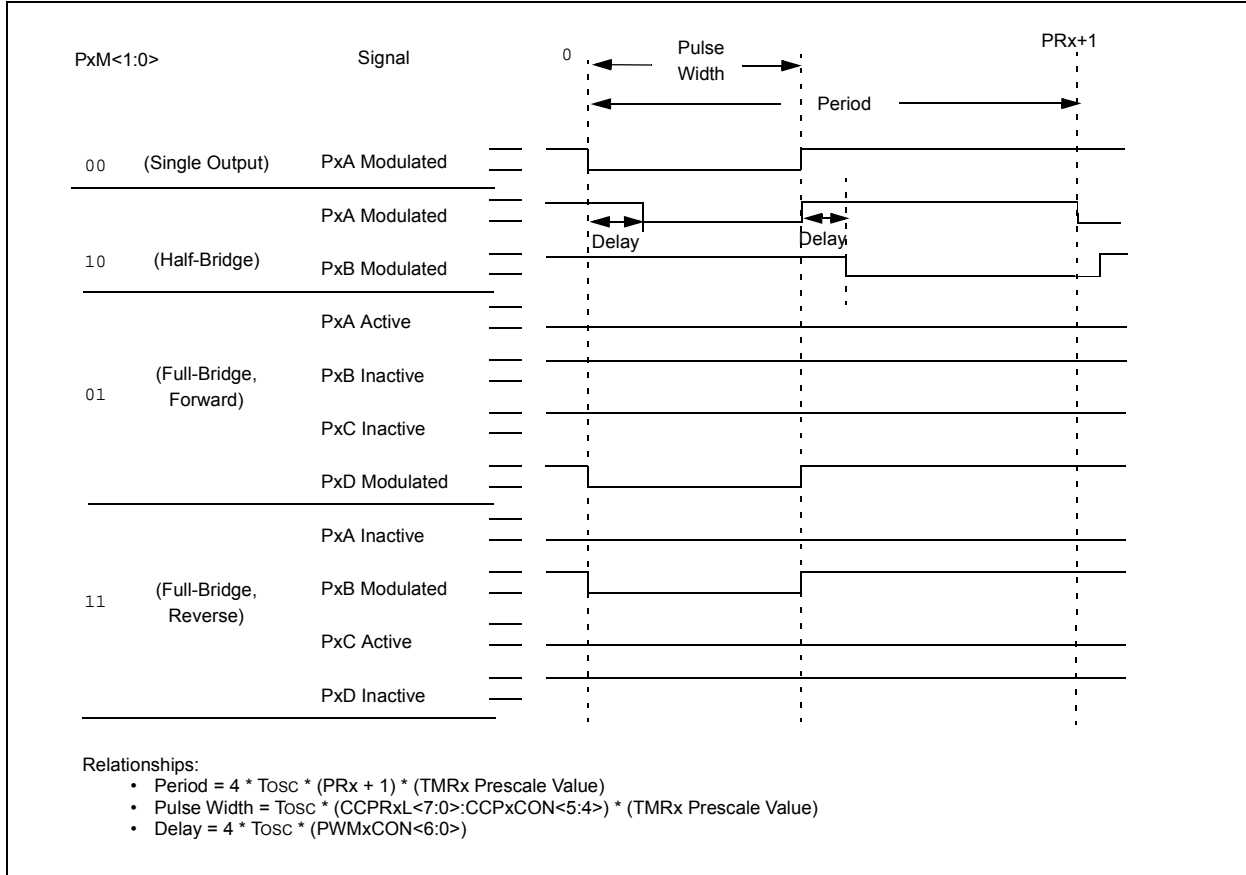 PxM<1:0> Signal 0 Pulse Width PRx+1
Period
00 (Single Output) PxA Modulated
PxA Modulated
Delay Delay
10 (Half-Bridge) PxB Modulated
PxA Active
01 (Full-Bridge, Forward) PxB Inactive
PxC Inactive
PxD Modulated
PxA Inactive
11 (Full-Bridge, Reverse) PxB Modulated
PxC Active
PxD Inactive
Relationships:
• Period = 4 * TOSC * (PRx + 1) * (TMRx Prescale Value)
• Pulse Width = TOSC * (CCPRxL<7:0>:CCPxCON<5:4>) * (TMRx Prescale Value)
• Delay = 4 * TOSC * (PWMxCON<6:0>)